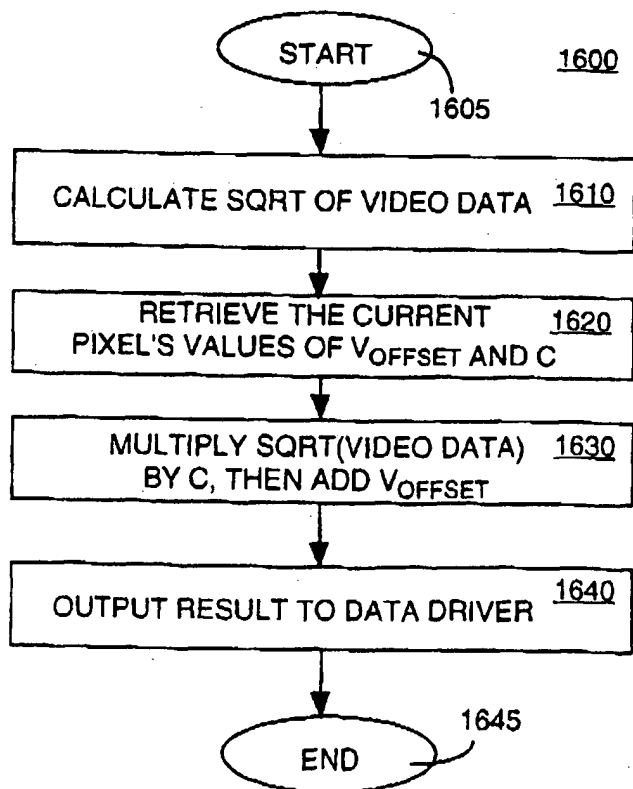 START
1600
1605
CALCULATE SQRT OF VIDEO DATA 1610
RETRIEVE THE CURRENT 1620
PIXEL'S VALUES OF VOFFSET AND C
MULTIPLY SQRT(VIDEO DATA) 1630
BY C, THEN ADD VOFFSET
OUTPUT RESULT TO DATA DRIVER 1640
1645
END